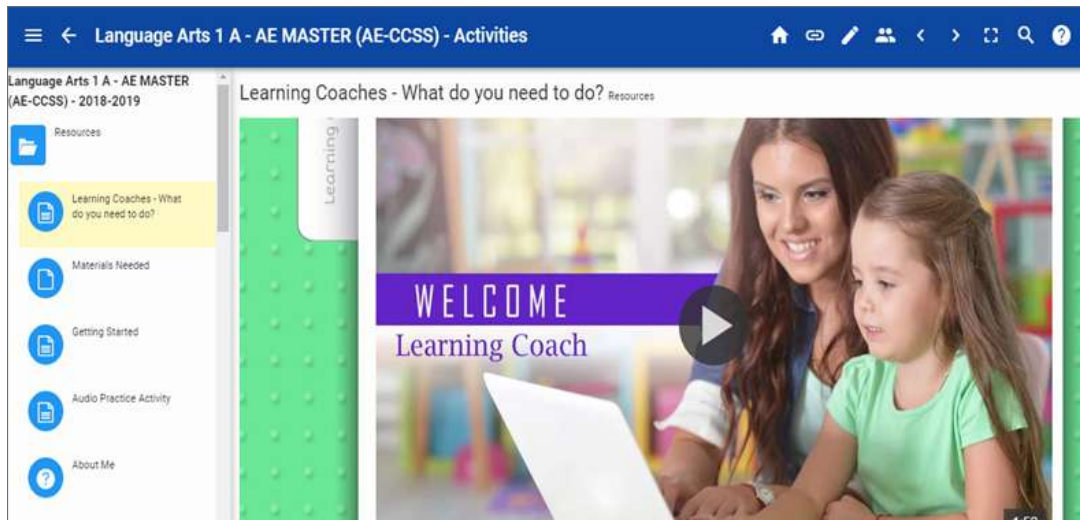 Language Arts 1 A - AE MASTER (AE-CCSS) - Activities
Language Arts 1 A - AE MASTER
(AE-CCSS) - 2018-2019
Resources
Learning Coaches - What
do you need to do?
Materials Needed
Getting Started
Audio Practice Activity
About Me
Learning Coaches - What do you need to do? Resources
Learning
WELCOME
Learning Coach